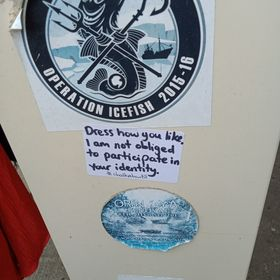 OPERATION ICEFISH 2015-16
Dress how you like.
I am not obliged
to participate in
your identity.